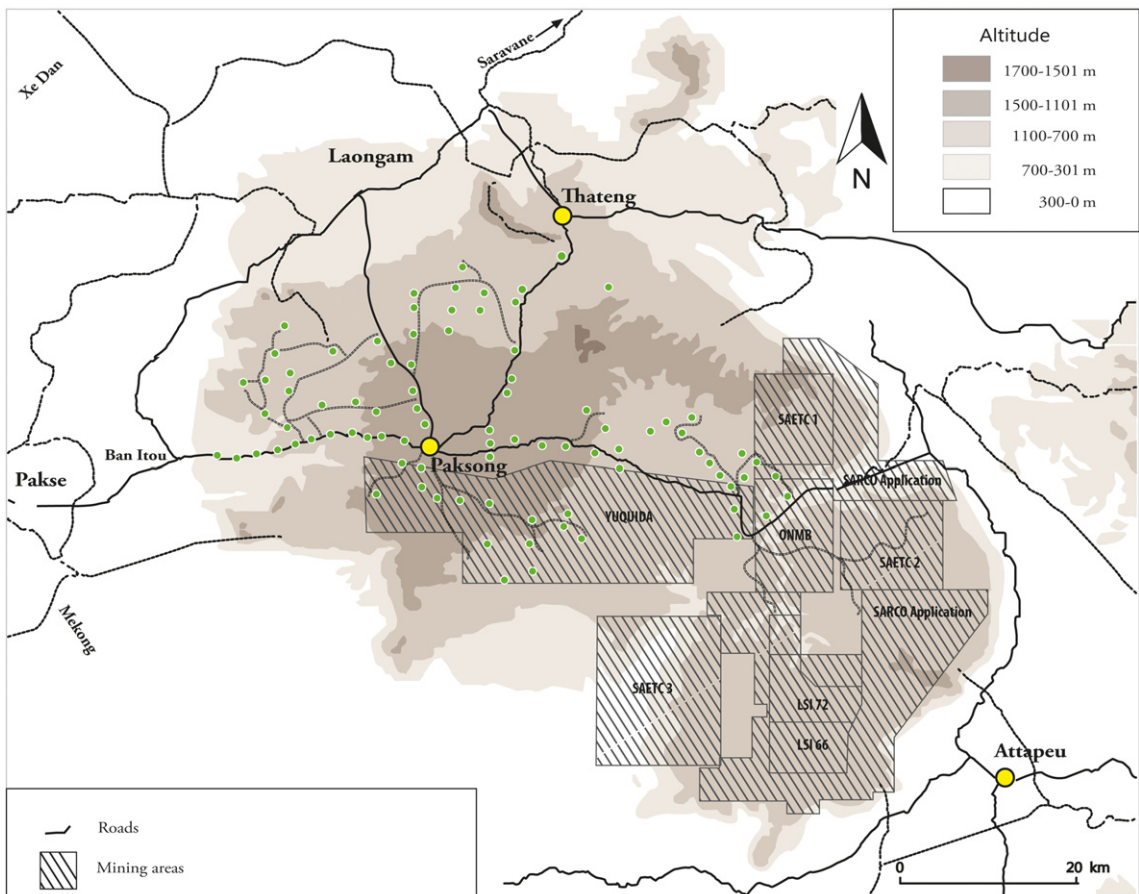 Altitude
1700-1501 m
1500-1101 m
1100-700 m
700-301 m
300-0 m
N
Saravane
Xe Dan
Laongam
Thateng
SAETC 1
Ban Itou
Paksong
Pakse
SARCO Application
YUQUIDA
ONMB
SAETC 2
Mekong
SARCO Application
SAETC 3
LSI 72
LSI 66
Attapeu
Roads
Mining areas
0 20 km